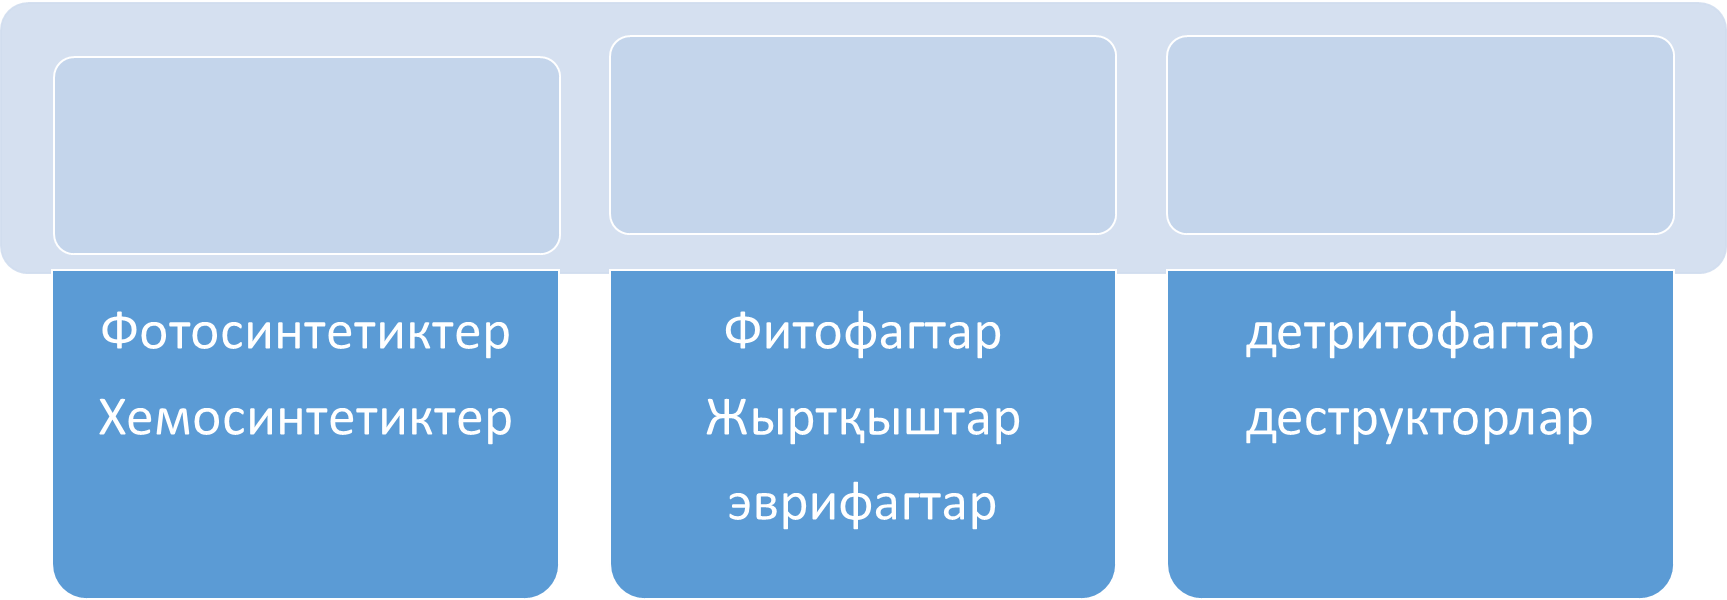 Фотосинтетиктер
Хемосинтетиктер
Фитофагтар
Жыртқыштар
эврифагтар
детритофагтар
деструкторлар